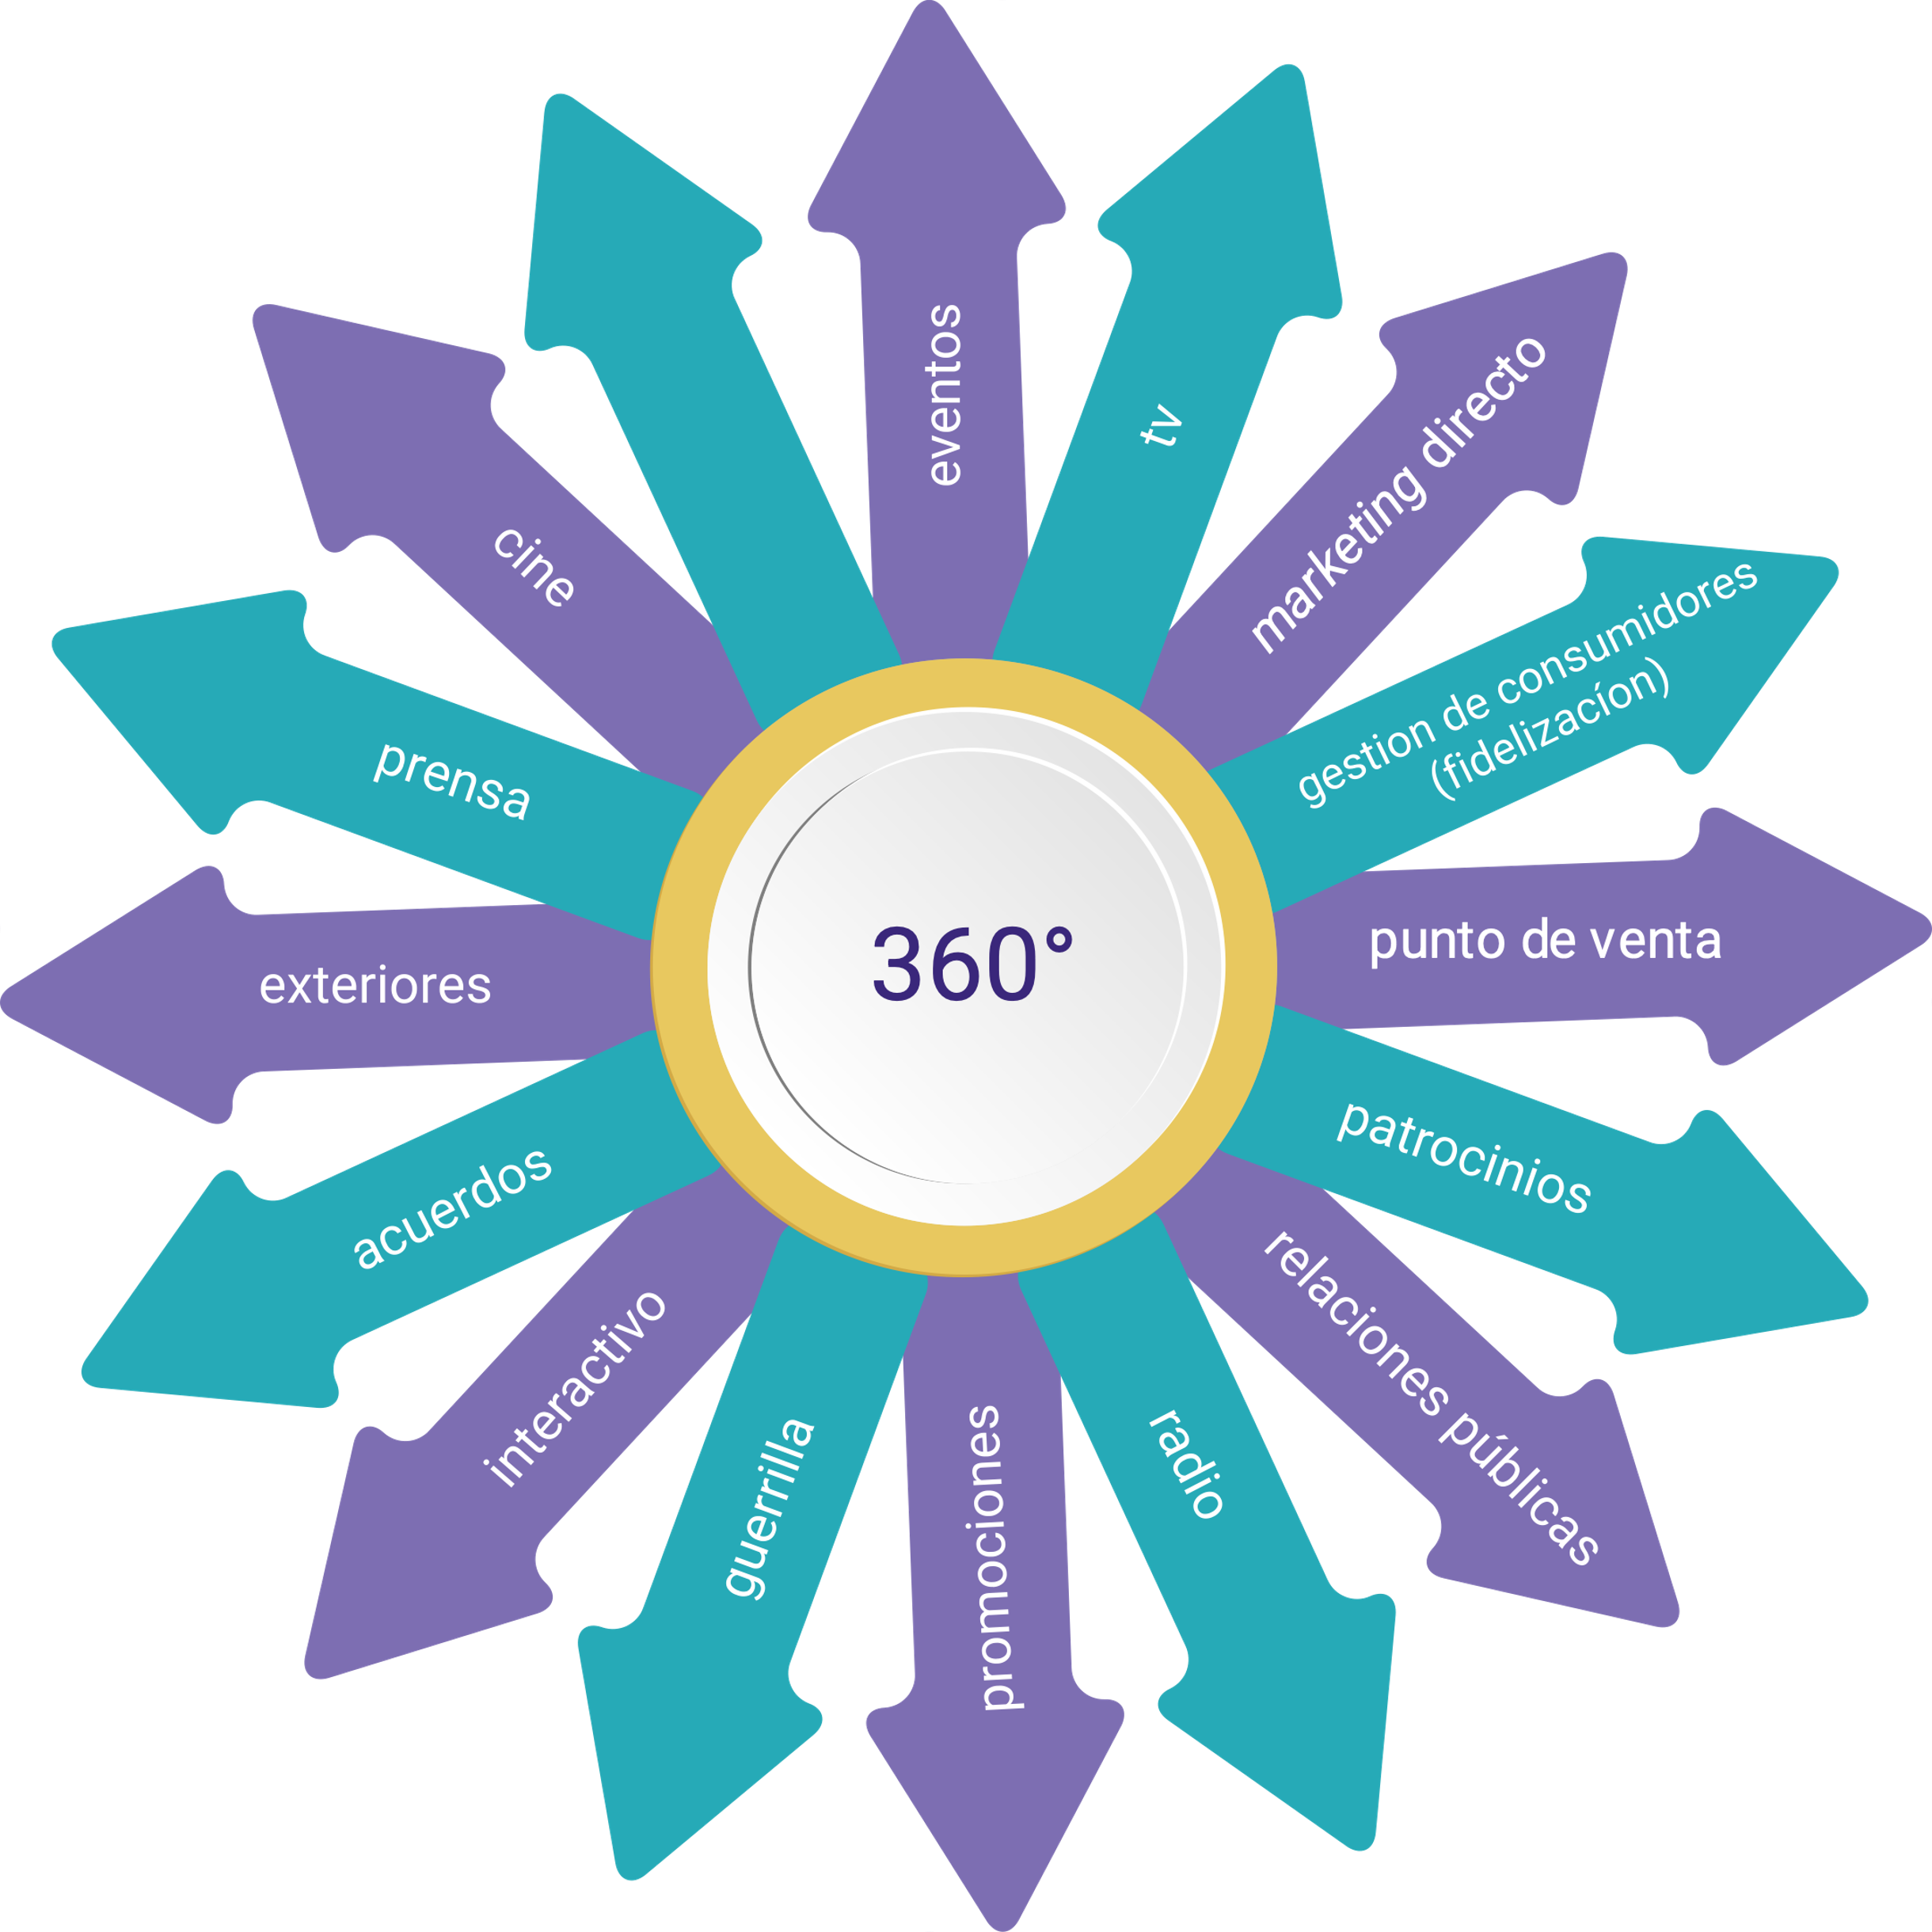 360°
eventos
tv
marketing directo
gestion de consumidores
(fidelización)
punto de venta
patrocinios
relaciones públicas
radio
promociones
guerrilla
Interactivo
acuerdos
exteriores
prensa
Cine